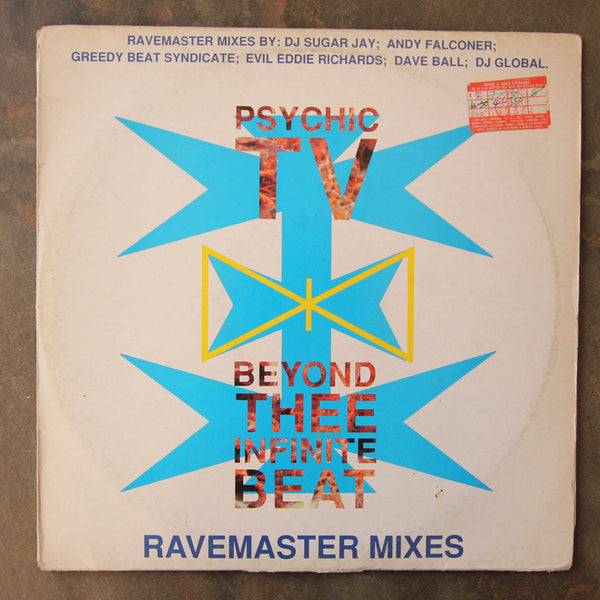 RAVEMASTER MIXES BY: DJ SUGAR JAY; ANDY FALCONER;
GREEDY BEAT SYNDICATE; EVIL EDDIE RICHARDS; DAVE BALL; DJ GLOBAL.
PSYCHIC
TV
BEYOND
THEE
INFINITE
BEAT
RAVEMASTER MIXES